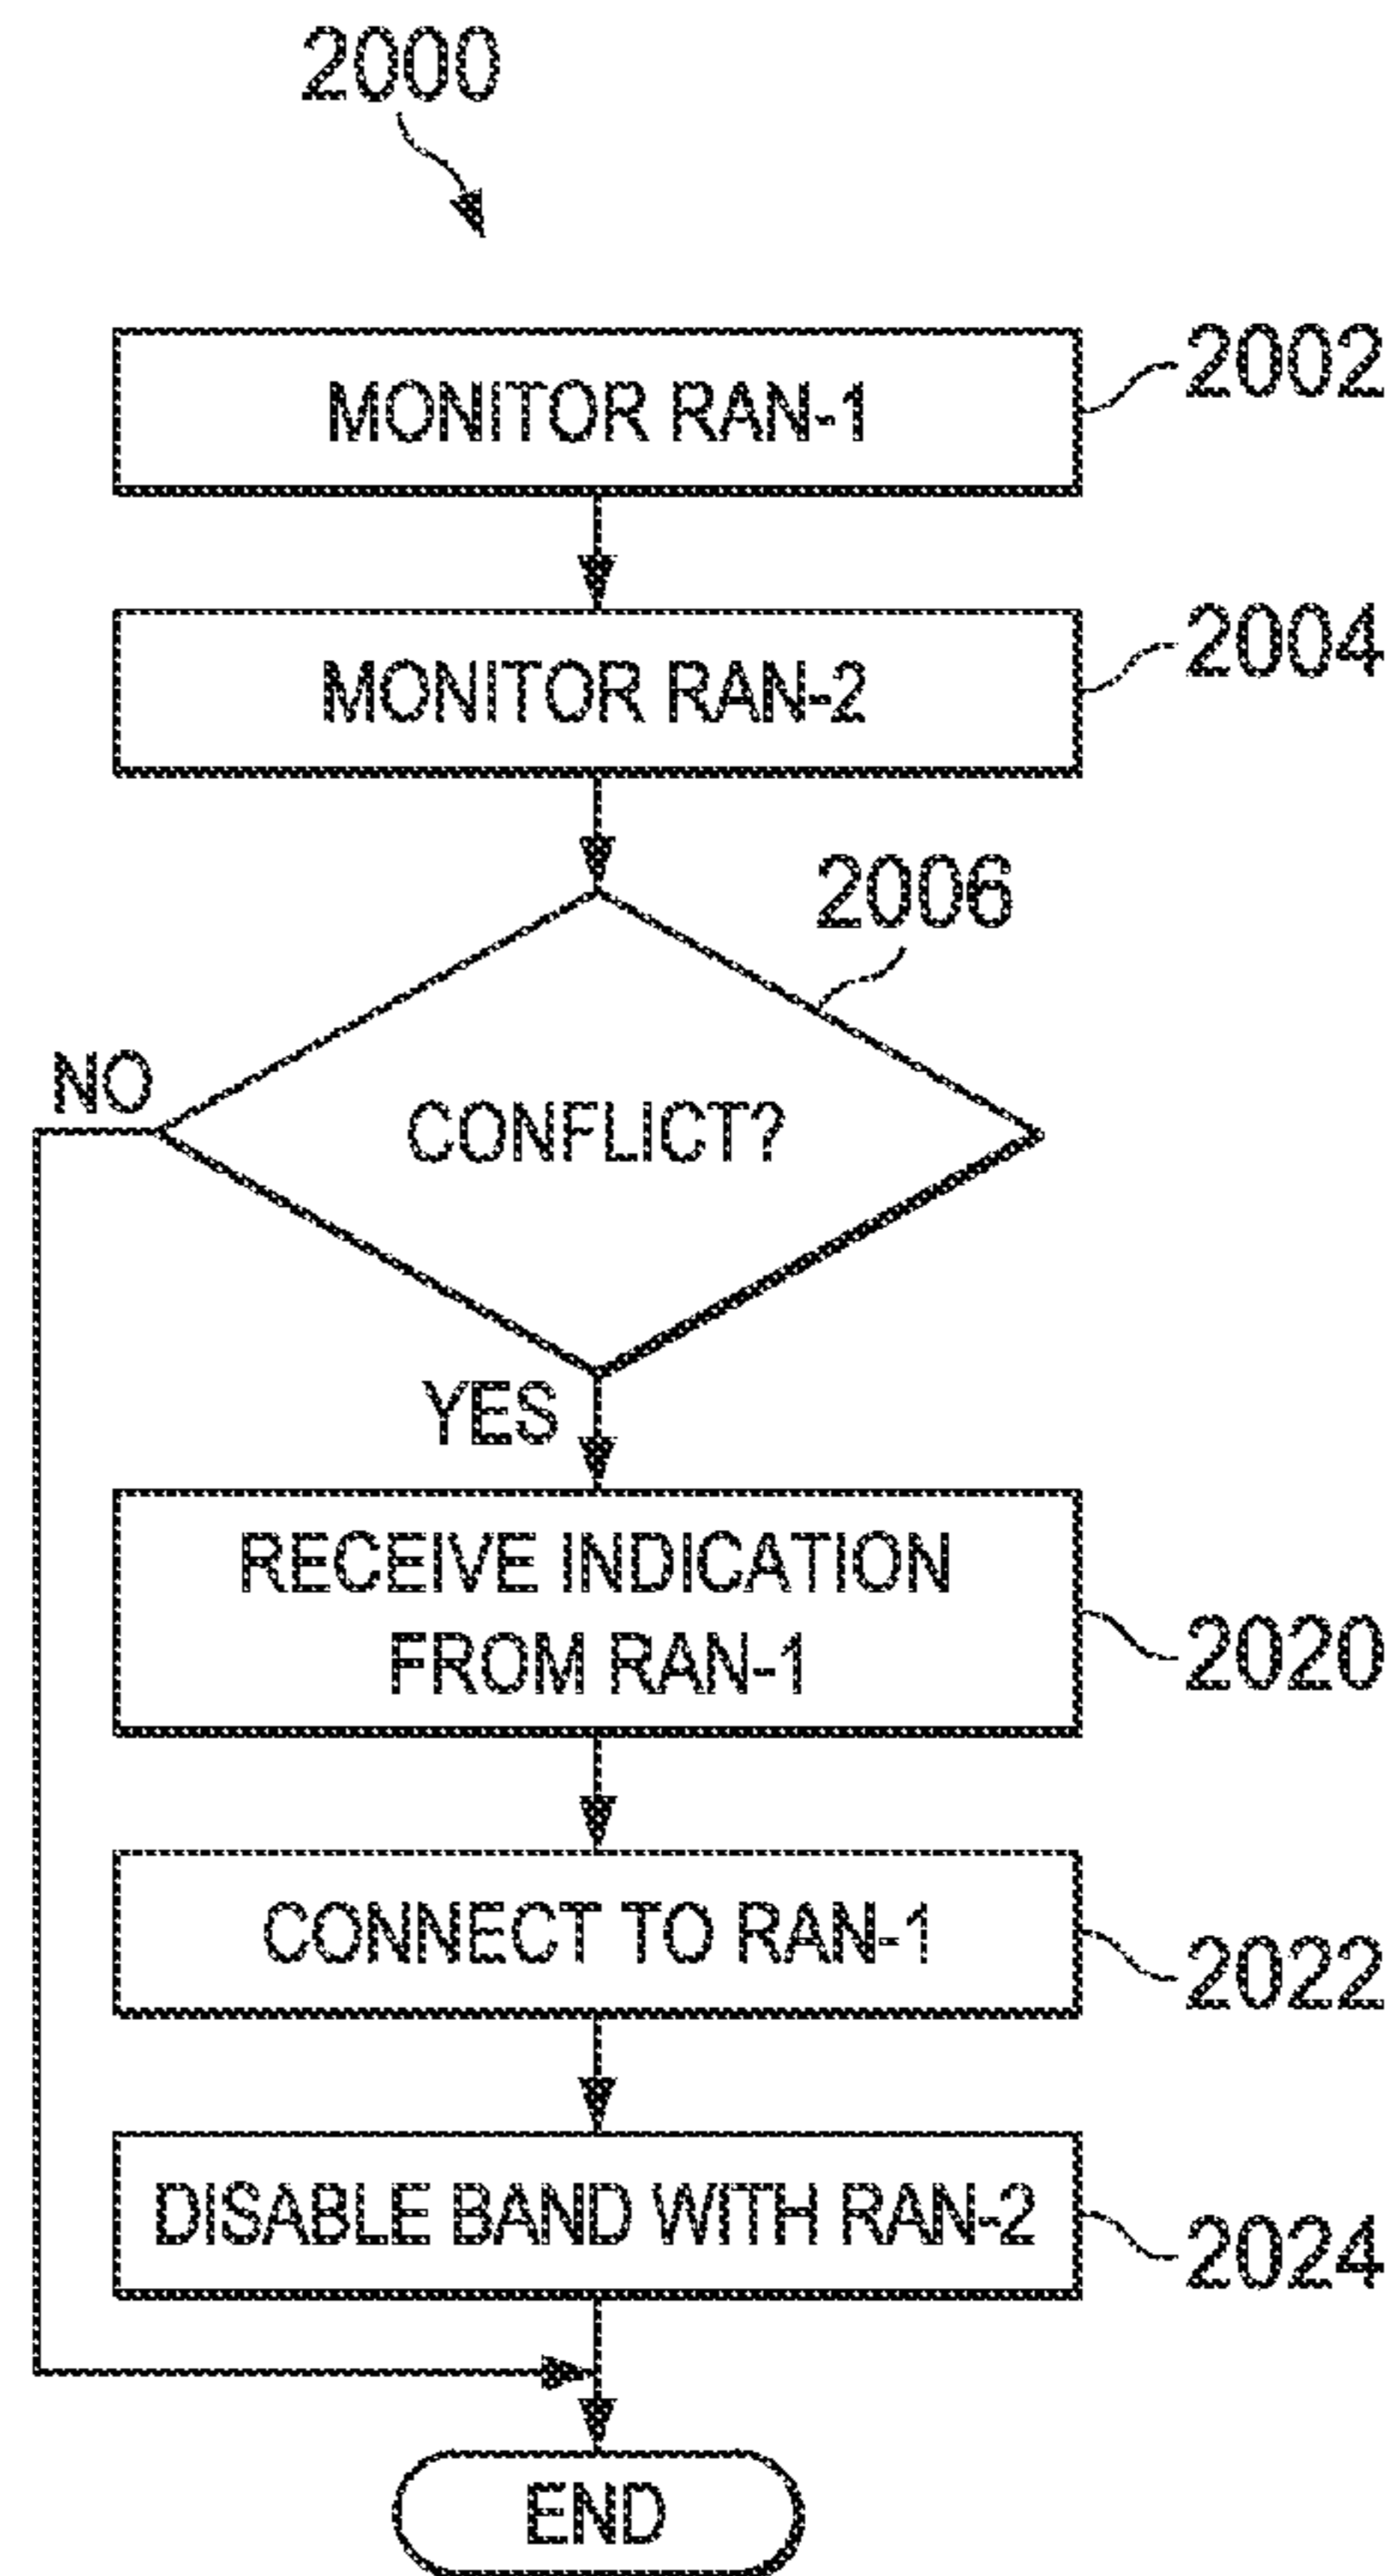 2000
MONITOR RAN-1
2002
MONITOR RAN-2
2004
2006
CONFLICT?
NO
YES
RECEIVE INDICATION
FROM RAN-1
2020
CONNECT TO RAN-1
2022
DISABLE BAND WITH RAN-2
2024
END